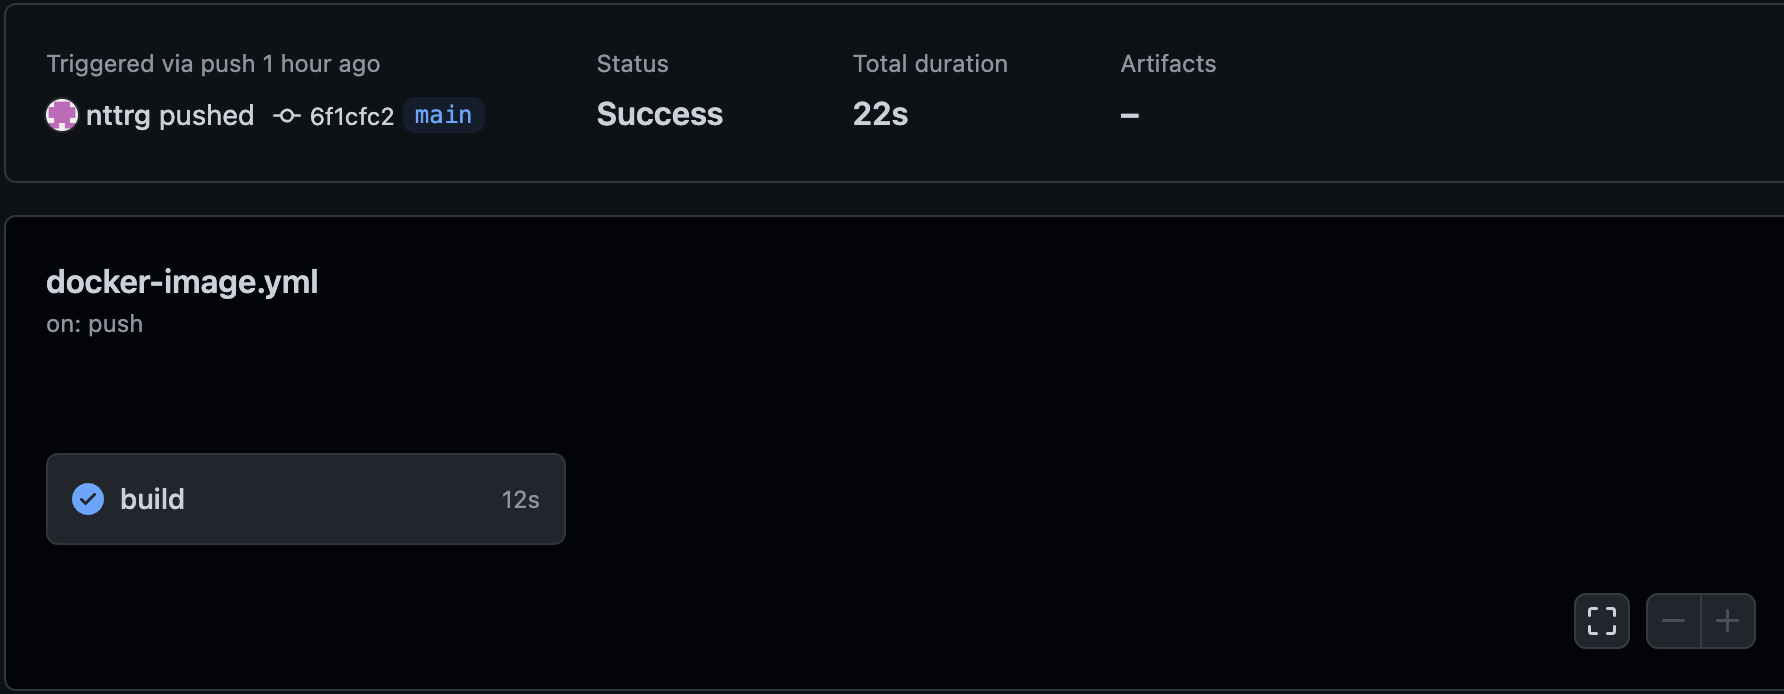 Triggered via push 1 hour ago
nttrg pushed 6f1cfc2 main
Status
Success
Total duration
22s
Artifacts
–
docker-image.yml
on: push
build 12s